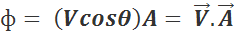 ф = (Vcosθ)A = V⃗.A⃗